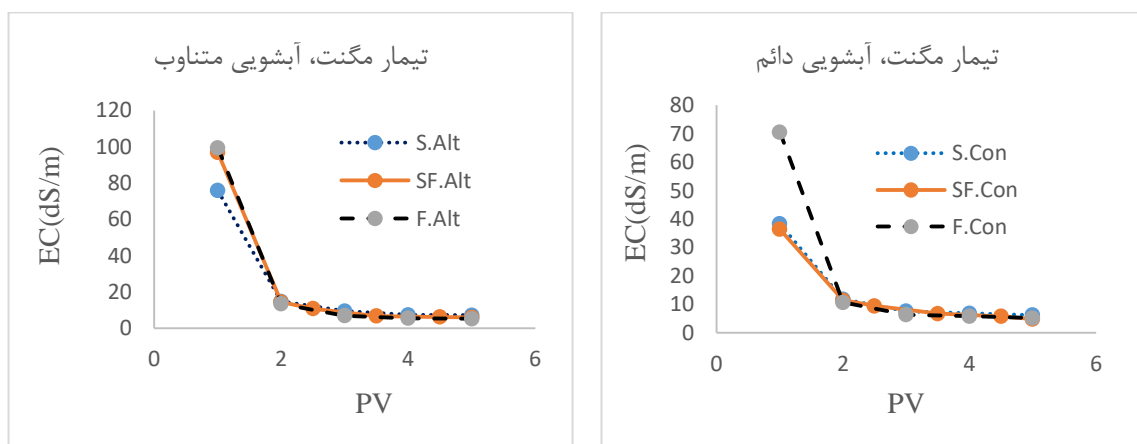 تیمار مگنت، آبشویی متناوب
120
100
80
60
40
20
0
0 2 4 6
EC(dS/m)
PV
S.Alt
SF.Alt
F.Alt
تیمار مگنت، آبشویی دائم
80
70
60
50
40
30
20
10
0
0 2 4 6
EC(dS/m)
PV
S.Con
SF.Con
F.Con